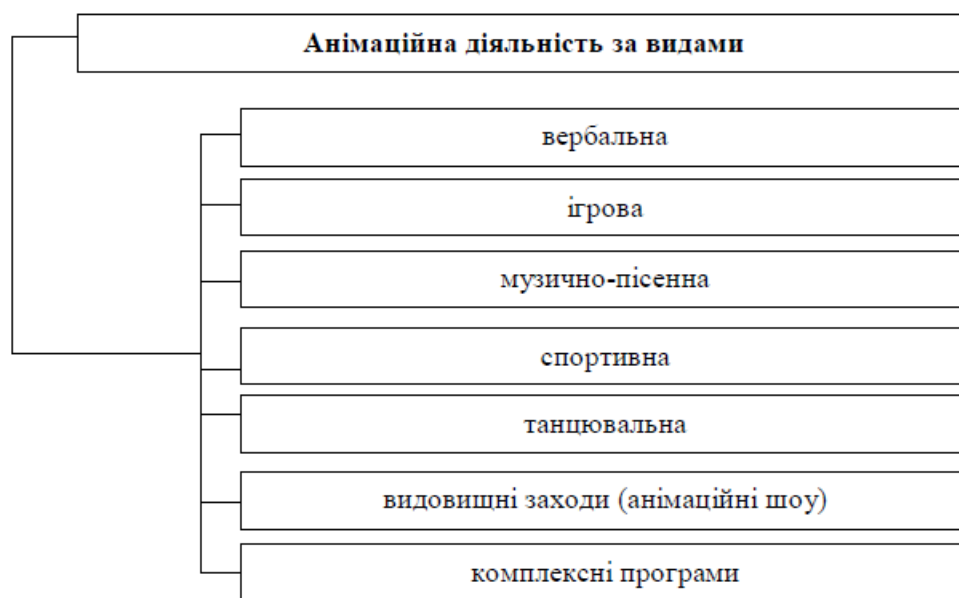 Анімаційна діяльність за видами
вербальна
ігрова
музично-пісенна
спортивна
танцювальна
видовищні заходи (анімаційні шоу)
комплексні програми